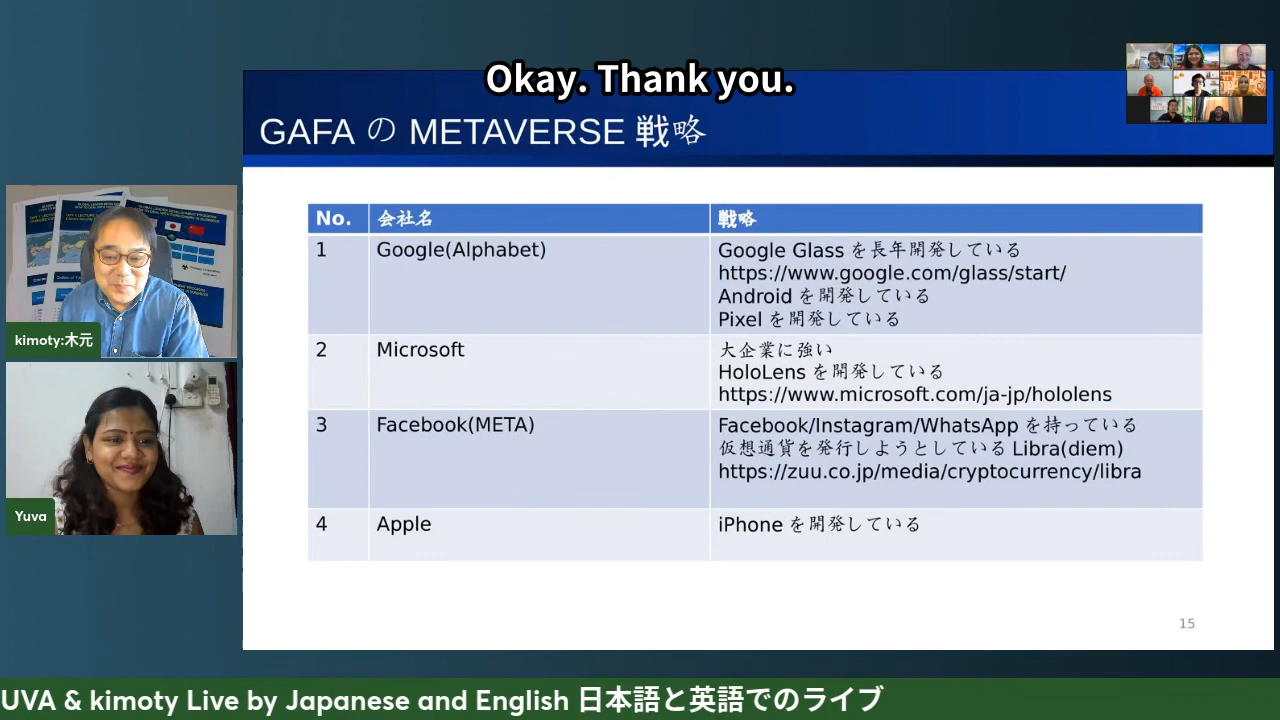 Okay. Thank you.
GAFA の METAVERSE 戦略
No. 会社名 戦略
1 Google(Alphabet) Google Glass を長年開発している
https://www.google.com/glass/start/
Android を開発している
Pixel を開発している
2 Microsoft 大企業に強い
HoloLens を開発している
https://www.microsoft.com/ja-jp/hololens
3 Facebook(META) Facebook/Instagram/WhatsApp を持っている
仮想通貨を発行しようとしている Libra(diem)
https://zuu.co.jp/media/cryptocurrency/libra
4 Apple iPhone を開発している
15
kimoty:木元
Yuva
UVA & kimoty Live by Japanese and English 日本語と英語でのライブ